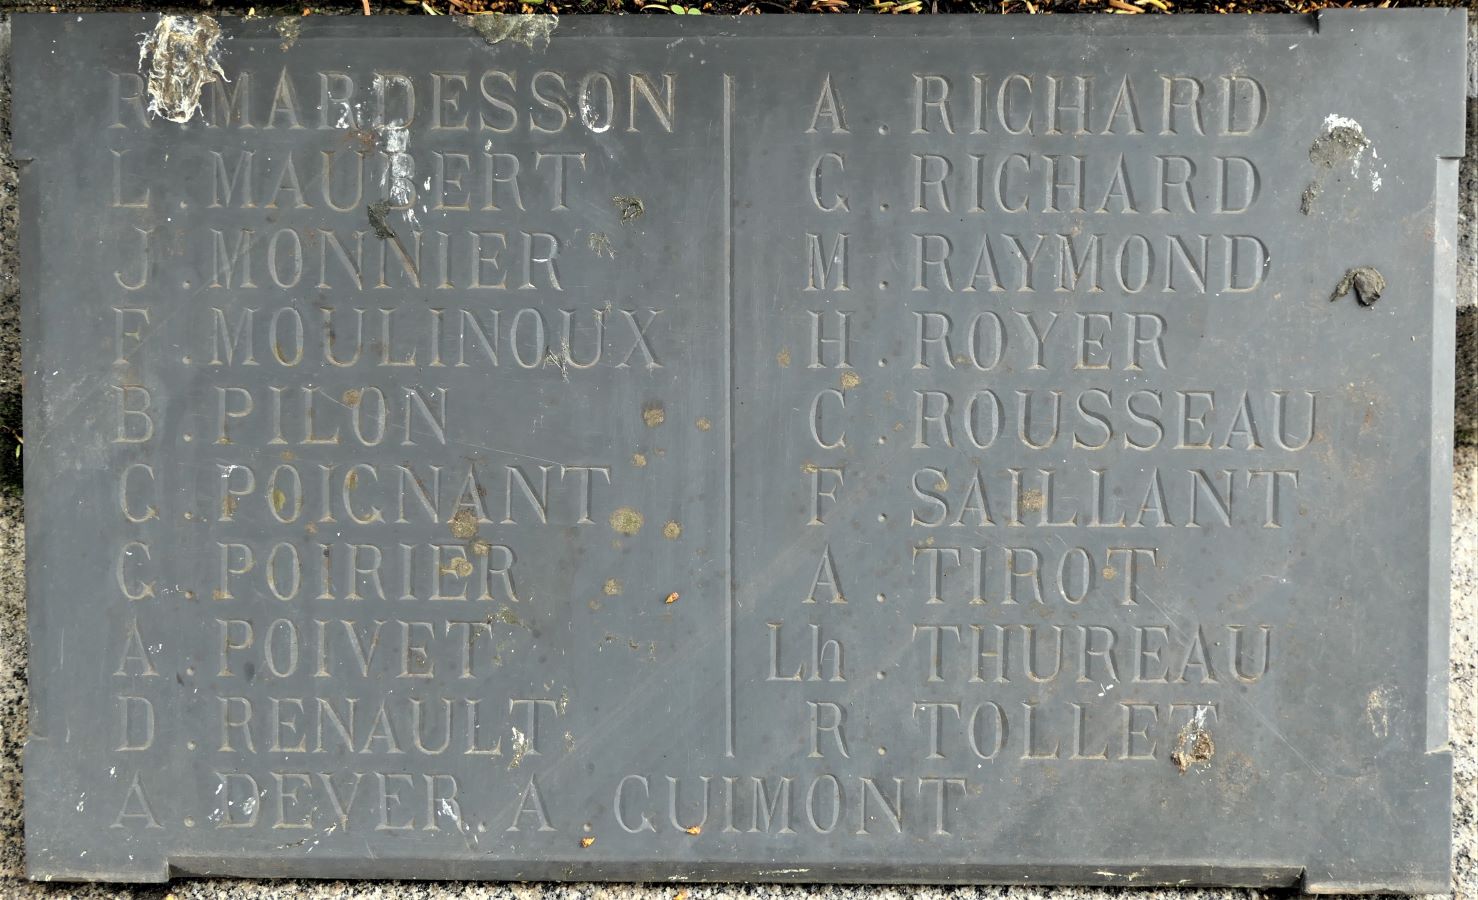 R. MARDESSON
L. MAUBERT
J. MONNIER
F. MOULINOUX
B. PILON
G. POIGNANT
G. POIRIER
A. POIVET
D. RENAULT
A. RICHARD
G. RICHARD
M. RAYMOND
H. ROYER
C. ROUSSEAU
F. SAILLANT
A. TIROT
Lh. THUREAU
R. TOLLET
A. DEVER. A. GUIMONT